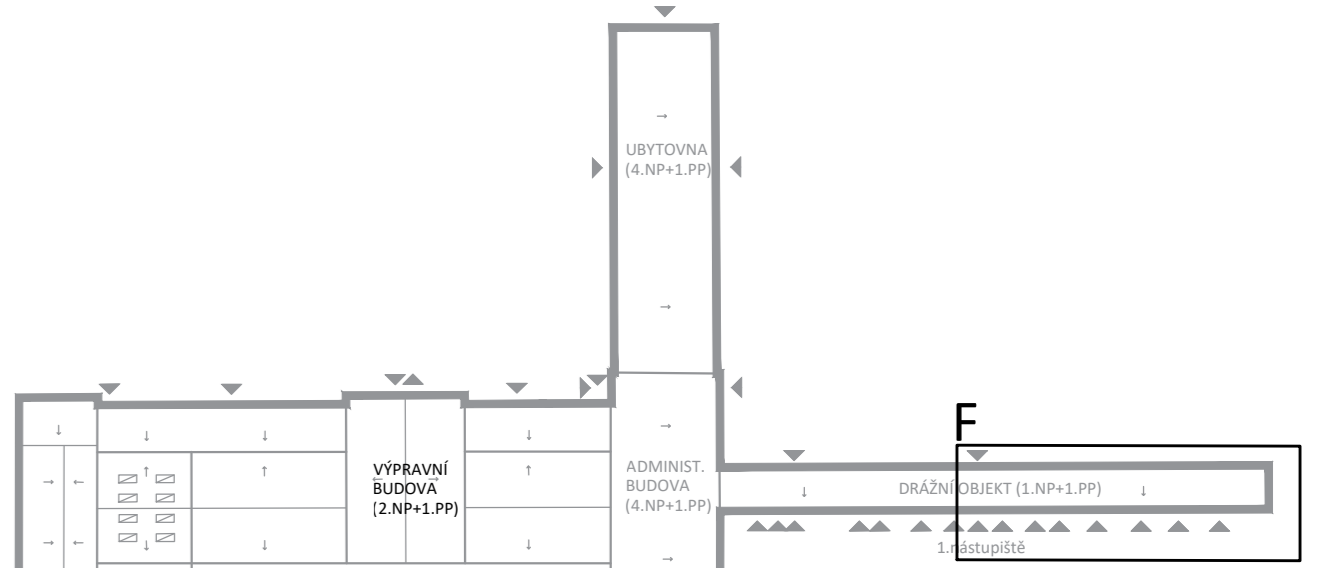 UBYTOVNA
(4.NP+1.PP)
F
VÝPRAVNÍ
BUDOVA
(2.NP+1.PP)
ADMINIST.
BUDOVA
(4.NP+1.PP)
DRÁŽNÍ OBJEKT (1.NP+1.PP)
1.nástupiště